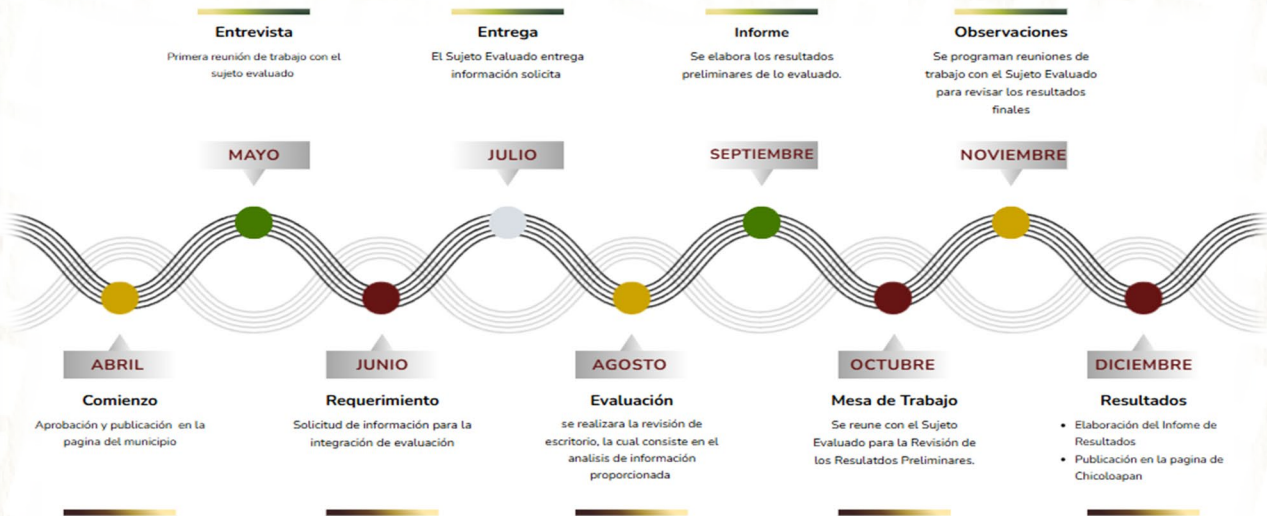 Entrevista
Primera reunión de trabajo con el
sujeto evaluado
Entrega
El Sujeto Evaluado entrega
información solicita
Informe
Se elabora los resultados
preliminares de lo evaluado.
Observaciones
Se programan reuniones de
trabajo con el Sujeto Evaluado
para revisar los resultados
finales
MAYO
JULIO
SEPTIEMBRE
NOVIEMBRE
ABRIL
JUNIO
AGOSTO
OCTUBRE
DICIEMBRE
Comienzo
Aprobación y publicación en la
pagina del municipio
Requerimiento
Solicitud de información para la
integración de evaluación
Evaluación
se realizara la revisión de
escritorio, la cual consiste en el
analisis de información
proporcionada
Mesa de Trabajo
Se reune con el Sujeto
Evaluado para la Revisión de
los Resulatdos Preliminares.
Resultados
• Elaboración del Infome de
Resultados
• Publicación en la pagina de
Chicoloapan